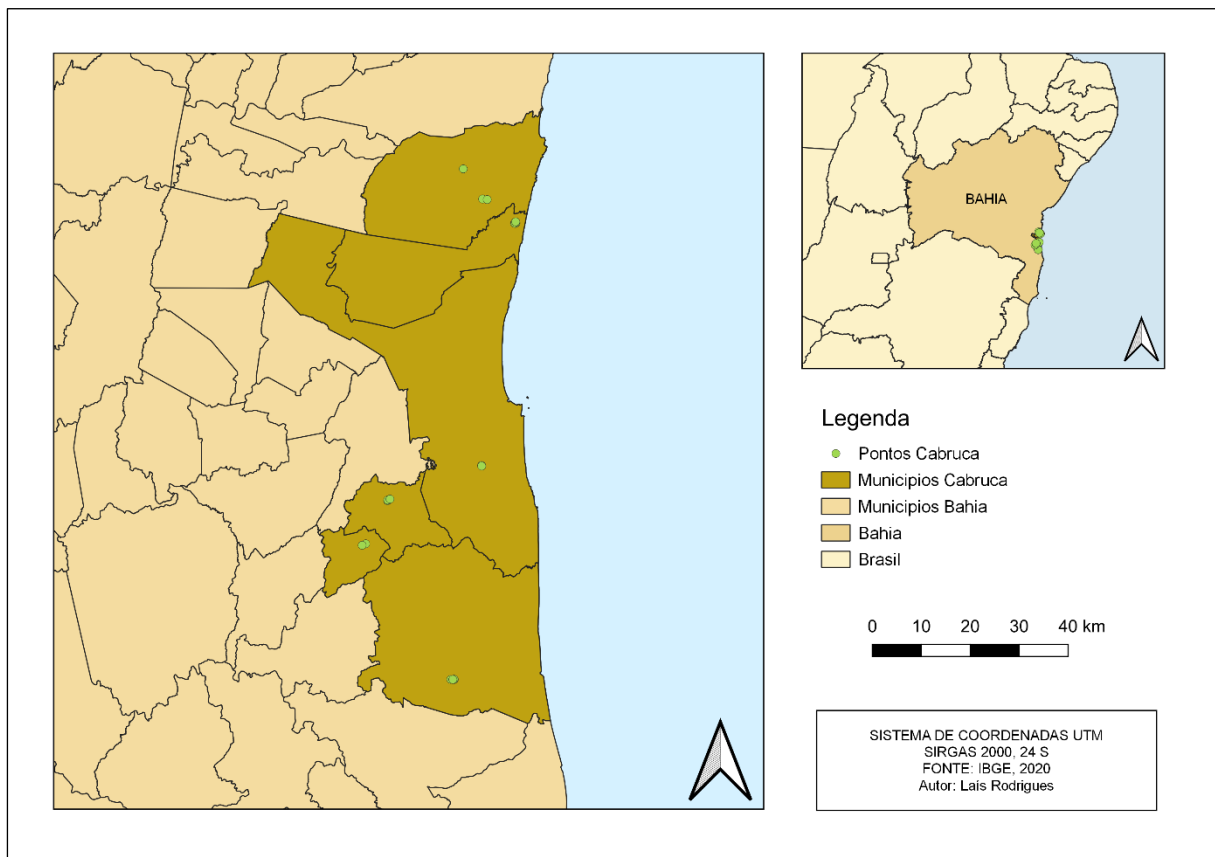 BAHIA
Legenda
Pontos Cabruca
Municipios Cabruca
Municipios Bahia
Bahia
Brasil
0 10 20 30 40 km
SISTEMA DE COORDENADAS UTM
SIRGAS 2000, 24 S
FONTE: IBGE, 2020
Autor: Laís Rodrigues